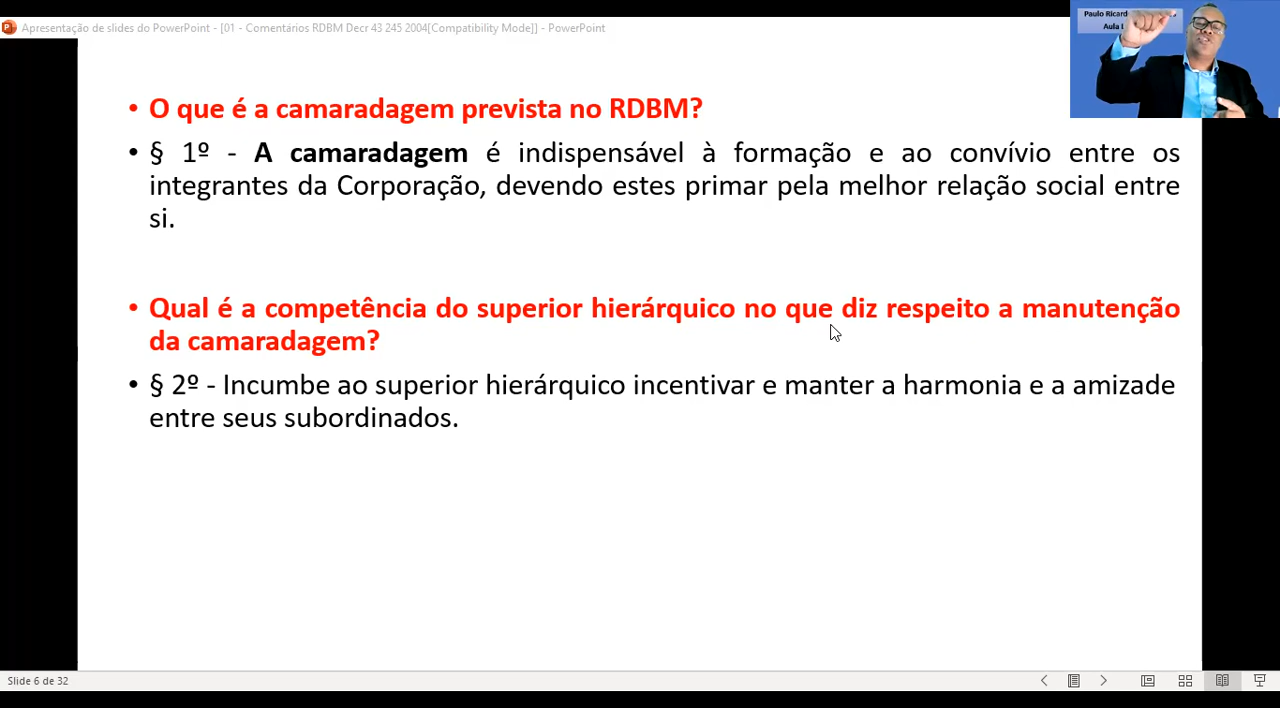 Apresentação de slides do PowerPoint - [01 - Comentários RDBM Decr 43 245 2004[Compatibility Mode]] - PowerPoint
Paulo Ricard
Aula
• O que é a camaradagem prevista no RDBM?
• § 1º - A camaradagem é indispensável à formação e ao convívio entre os
integrantes da Corporação, devendo estes primar pela melhor relação social entre
si.
• Qual é a competência do superior hierárquico no que diz respeito a manutenção
da camaradagem?
• § 2º - Incumbe ao superior hierárquico incentivar e manter a harmonia e a amizade
entre seus subordinados.
Slide 6 de 32